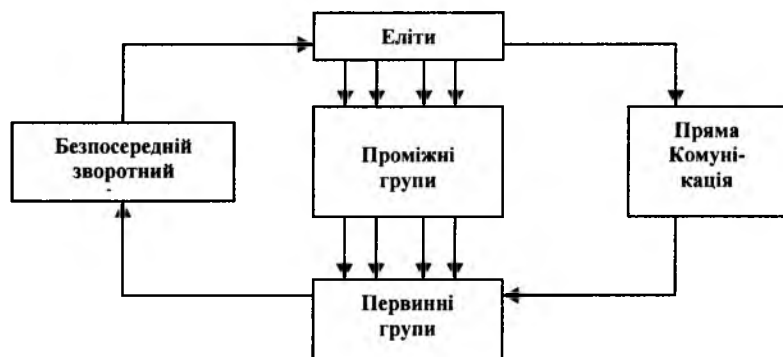 Еліти
Безпосередній
зворотний
Проміжні
групи
Пряма
Комуні-
кація
Первинні
групи